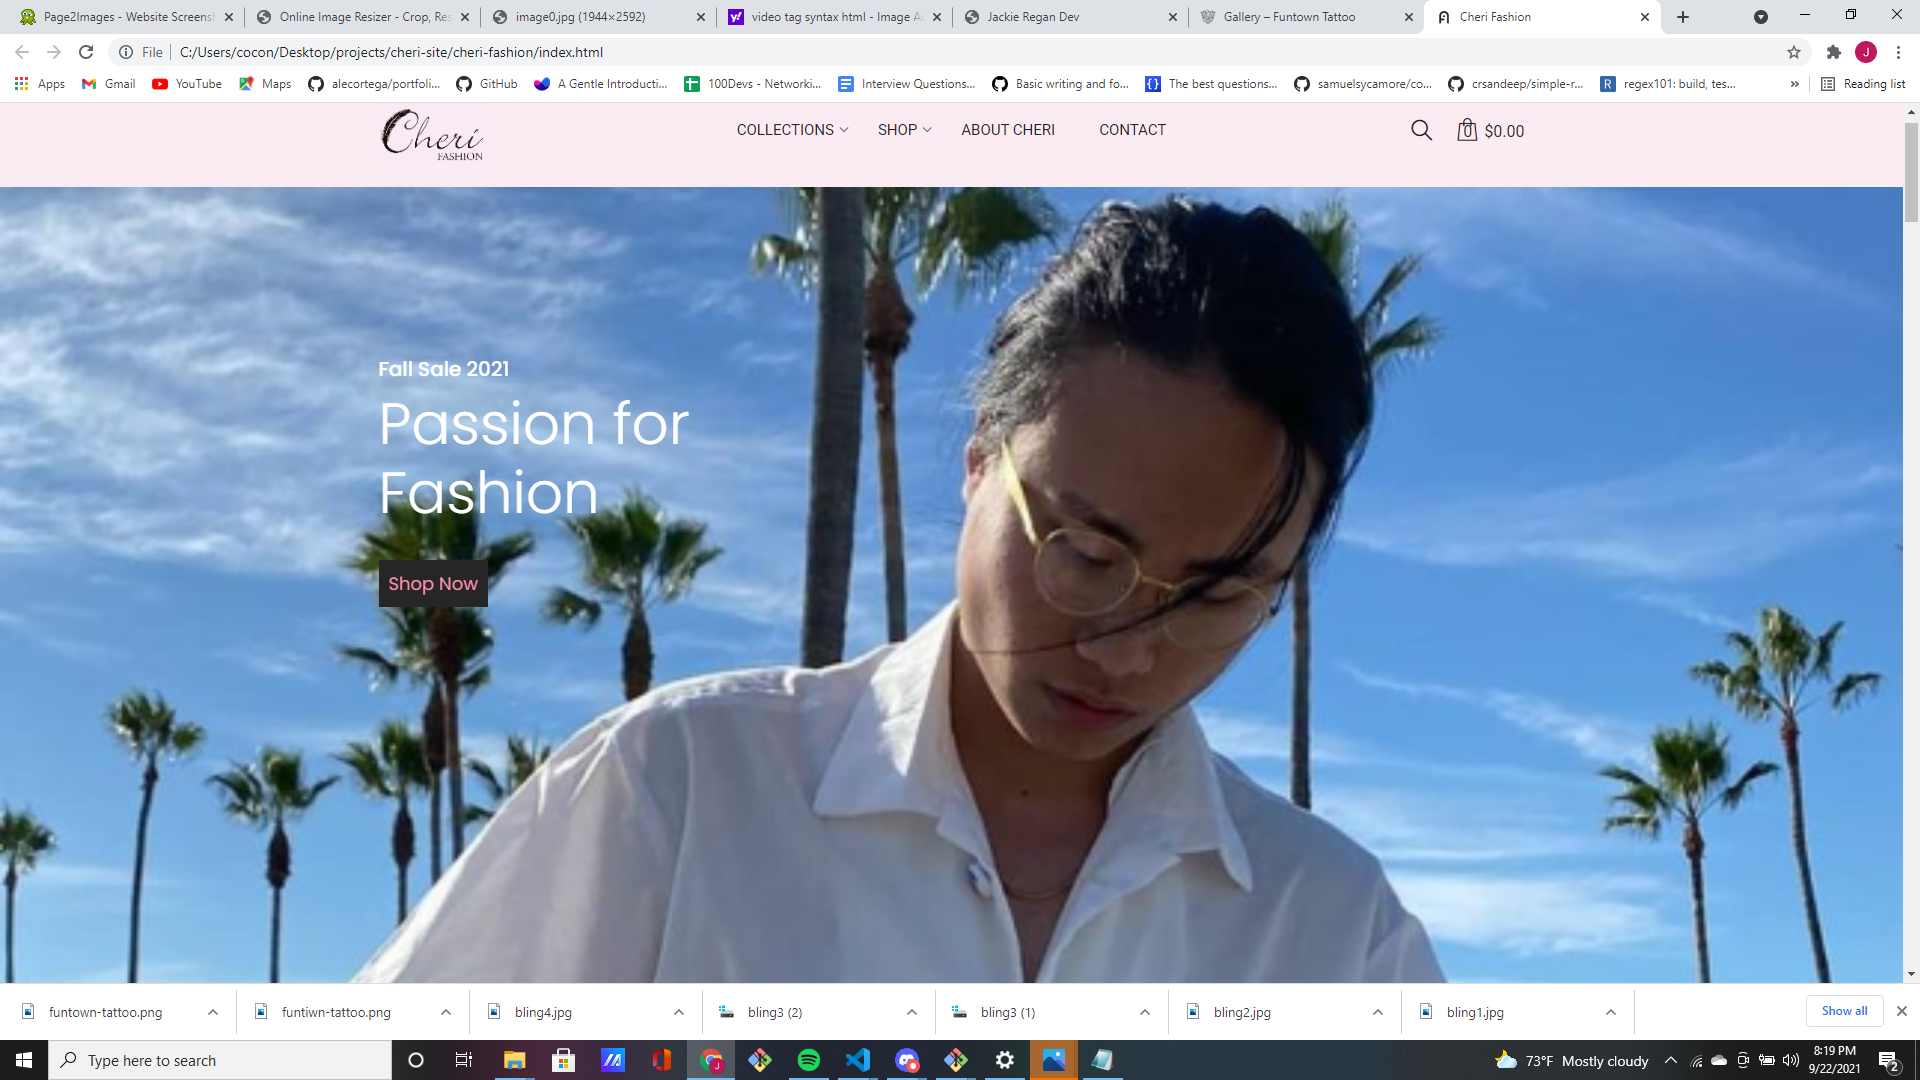 Page2Images - Website Screensh
Online Image Resizer - Crop, Res
image0.jpg (1944×2592)
video tag syntax html - Image A
Jackie Regan Dev
Gallery – Funtown Tattoo
Cheri Fashion
File
C:/Users/cocon/Desktop/projects/cheri-site/cheri-fashion/index.html
J
Apps
Gmail
YouTube
Maps
alecortega/portfoli...
GitHub
A Gentle Introducti...
100Devs - Networki...
Interview Questions...
Basic writing and fo...
The best questions...
samuelsycamore/co...
crsandeep/simple-r...
regex101: build, tes...
»
Reading list
Cheri
FASHION
COLLECTIONS
SHOP
ABOUT CHERI
CONTACT
0
$0.00
Fall Sale 2021
Passion for
Fashion
Shop Now
funtown-tattoo.png
funtiwn-tattoo.png
bling4.jpg
bling3 (2)
bling3 (1)
bling2.jpg
bling1.jpg
Show all
Type here to search
73°F Mostly cloudy
8:19 PM
9/22/2021
2